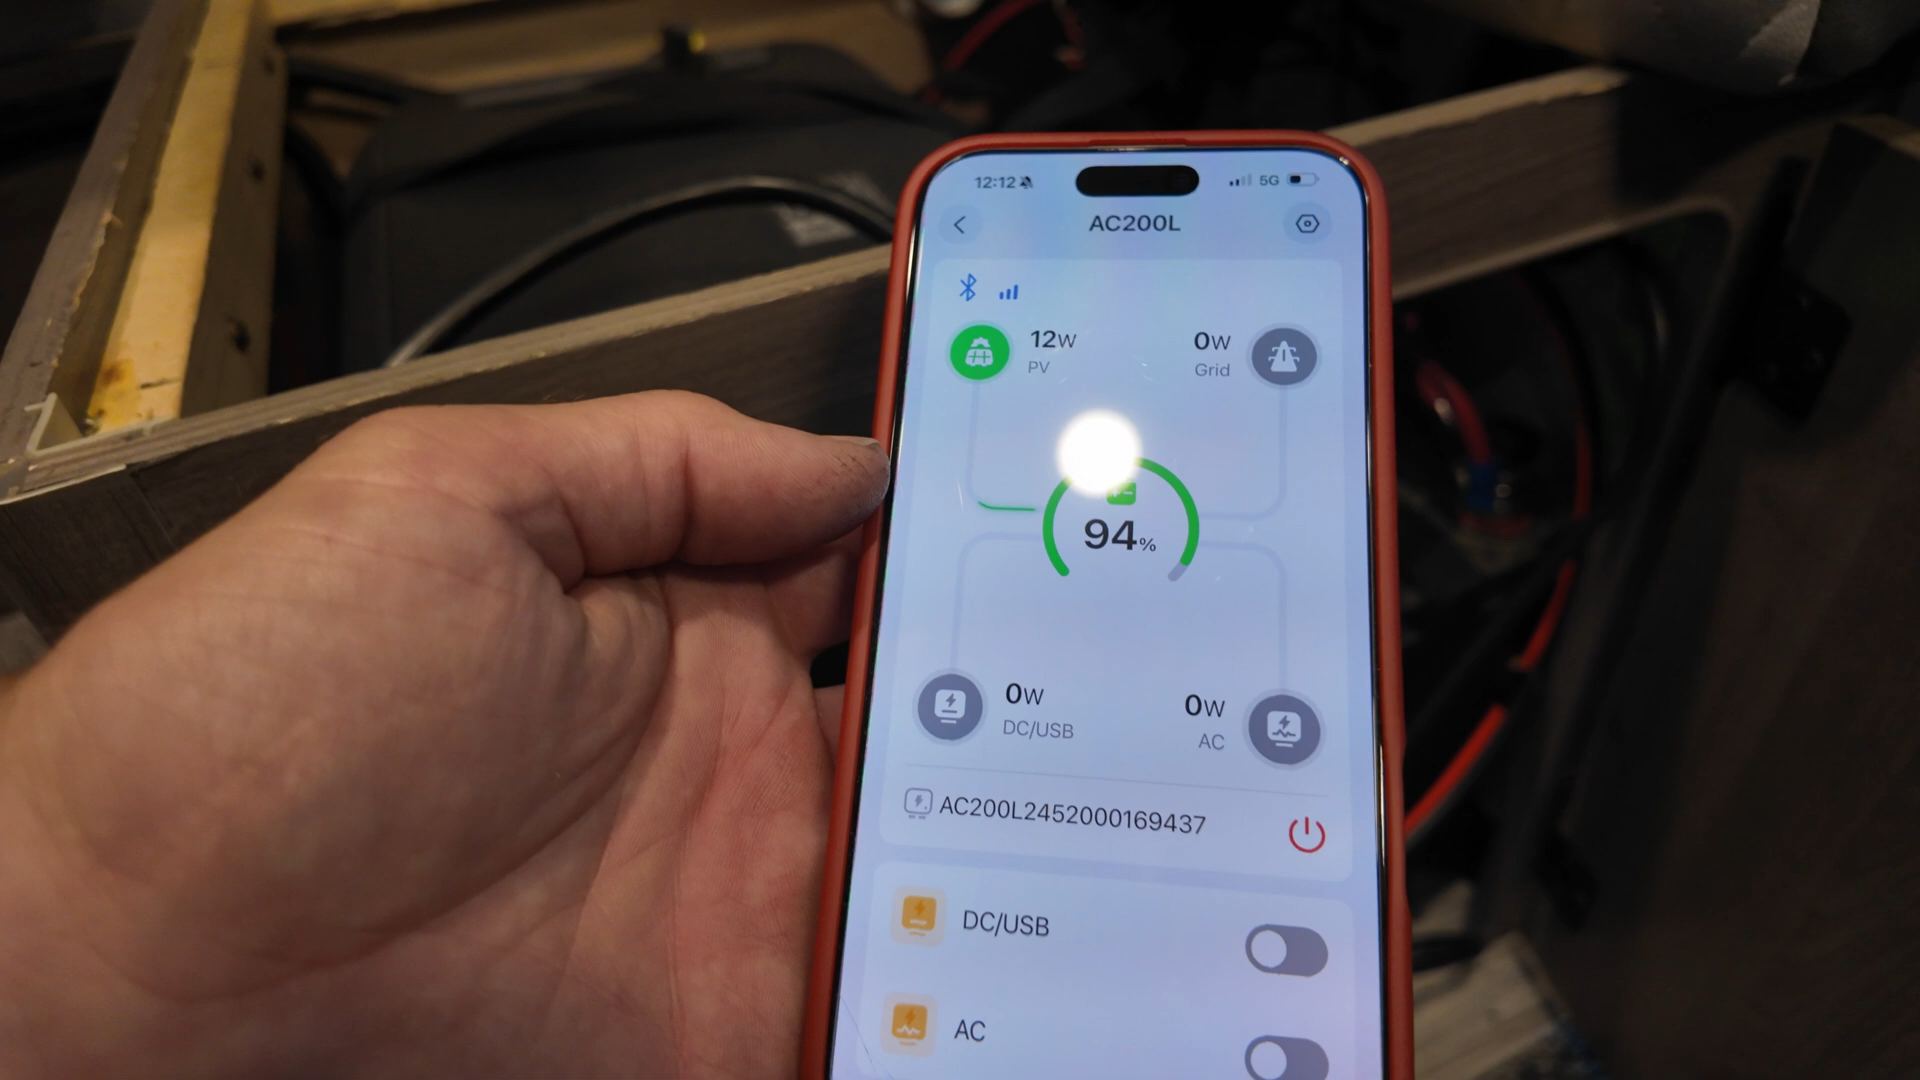 12:12 5G
AC200L
12W 0W
PV Grid
94%
0W 0W
DC/USB AC
AC200L2452000169437
DC/USB
AC